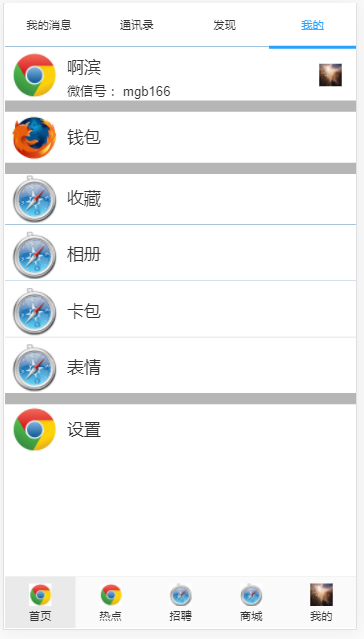 我的消息 通讯录 发现 我的
啊滨
微信号： mgb166
钱包
收藏
相册
卡包
表情
设置
首页 热点 招聘 商城 我的